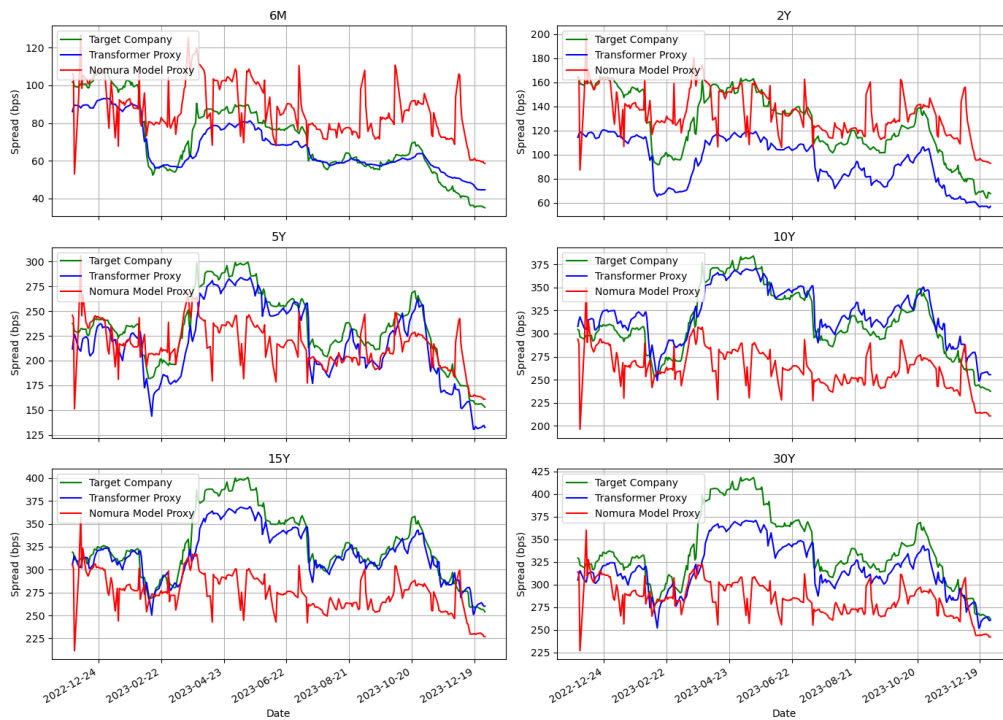 6M
Spread (bps)
120
100
80
60
40
Target Company
Transformer Proxy
Nomura Model Proxy
2Y
Spread (bps)
200
180
160
140
120
100
80
60
Target Company
Transformer Proxy
Nomura Model Proxy
5Y
Spread (bps)
300
275
250
225
200
175
150
125
Target Company
Transformer Proxy
Nomura Model Proxy
10Y
Spread (bps)
375
350
325
300
275
250
225
200
Target Company
Transformer Proxy
Nomura Model Proxy
15Y
Spread (bps)
400
375
350
325
300
275
250
225
Target Company
Transformer Proxy
Nomura Model Proxy
2022-12-24
2023-02-22
2023-04-23
2023-06-22
2023-08-21
2023-10-20
2023-12-19
Date
30Y
Spread (bps)
425
400
375
350
325
300
275
250
225
Target Company
Transformer Proxy
Nomura Model Proxy
2022-12-24
2023-02-22
2023-04-23
2023-06-22
2023-08-21
2023-10-20
2023-12-19
Date